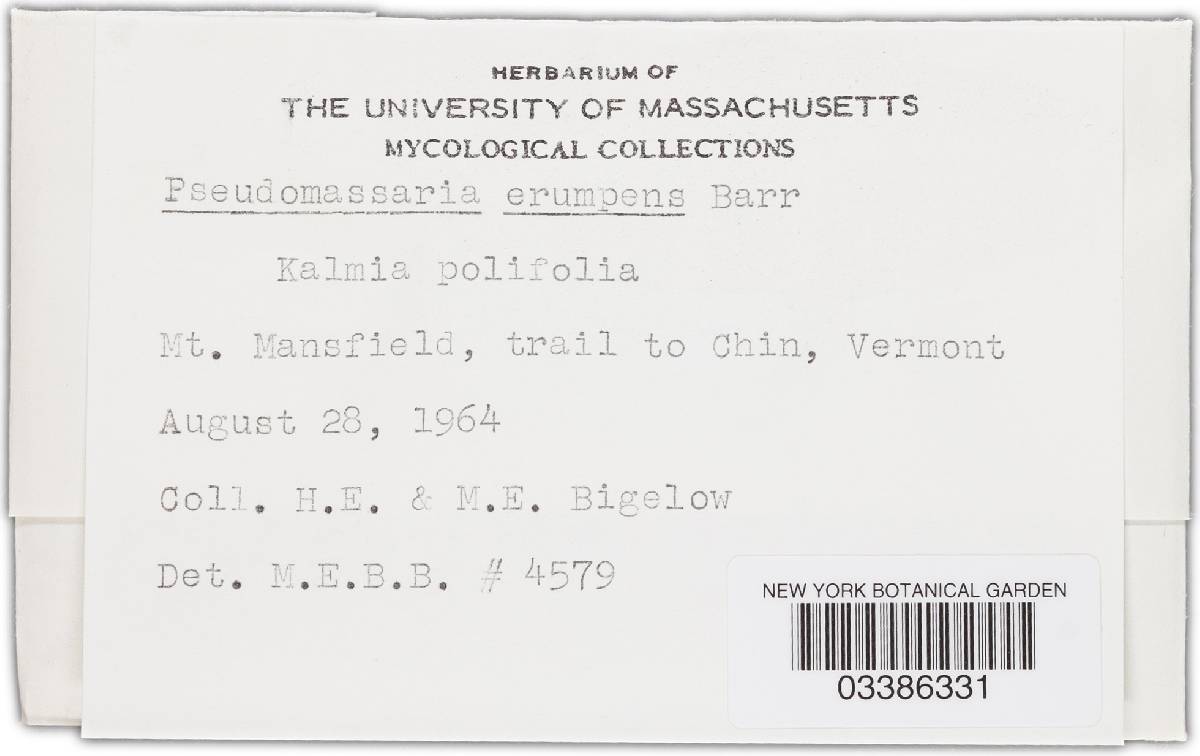 HERBARIUM OF
THE UNIVERSITY OF MASSACHUSETTS
MYCOLOGICAL COLLECTIONS
Pseudomassaria erumpens Barr
Kalmia polifolia
Mt. Mansfield, trail to Chin, Vermont
August 28, 1964
Coll. H.E. & M.E. Bigelow
Det. M.E.B.B. # 4579
NEW YORK BOTANICAL GARDEN
03386331